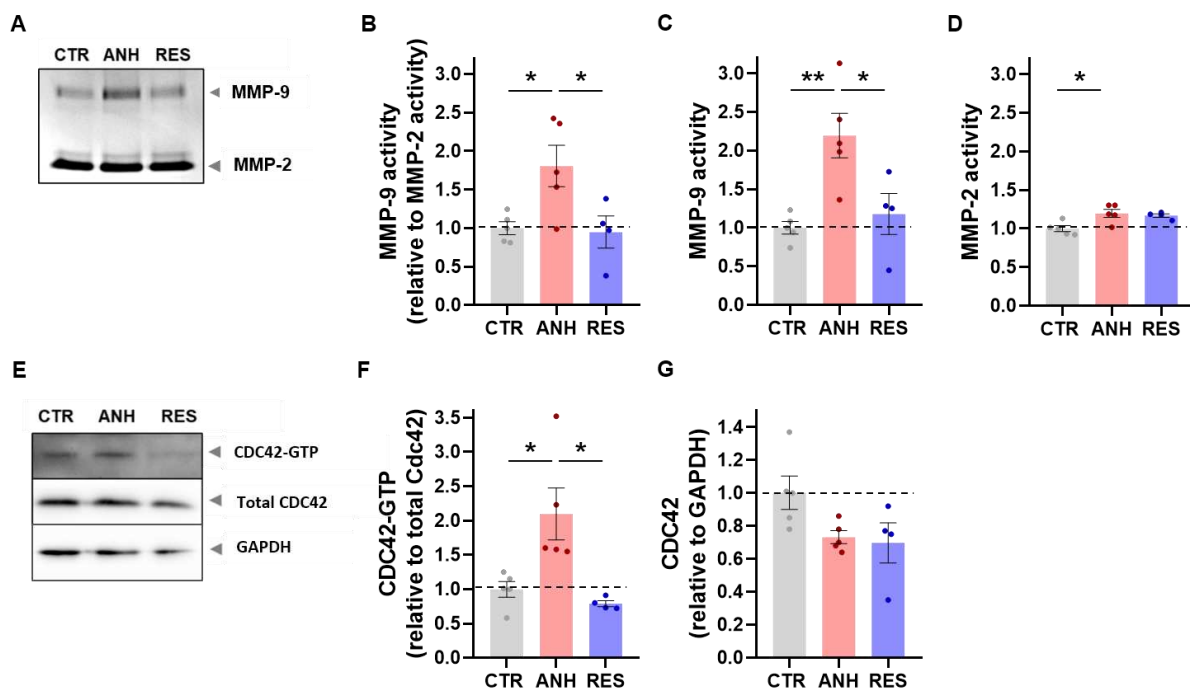 A
CTR ANH RES
MMP-9
MMP-2
B
MMP-9 activity
(relative to MMP-2 activity)
3.0
2.5
2.0
1.5
1.0
0.5
0.0
* *
CTR ANH RES
C
MMP-9 activity
3.0
2.5
2.0
1.5
1.0
0.5
0.0
** *
CTR ANH RES
D
MMP-2 activity
3.0
2.5
2.0
1.5
1.0
0.5
0.0
*
CTR ANH RES
E
CTR ANH RES
CDC42-GTP
Total CDC42
GAPDH
F
CDC42-GTP
(relative to total Cdc42)
3.5
3.0
2.5
2.0
1.5
1.0
0.5
0.0
* *
CTR ANH RES
G
CDC42
(relative to GAPDH)
1.4
1.2
1.0
0.8
0.6
0.4
0.2
0.0
CTR ANH RES